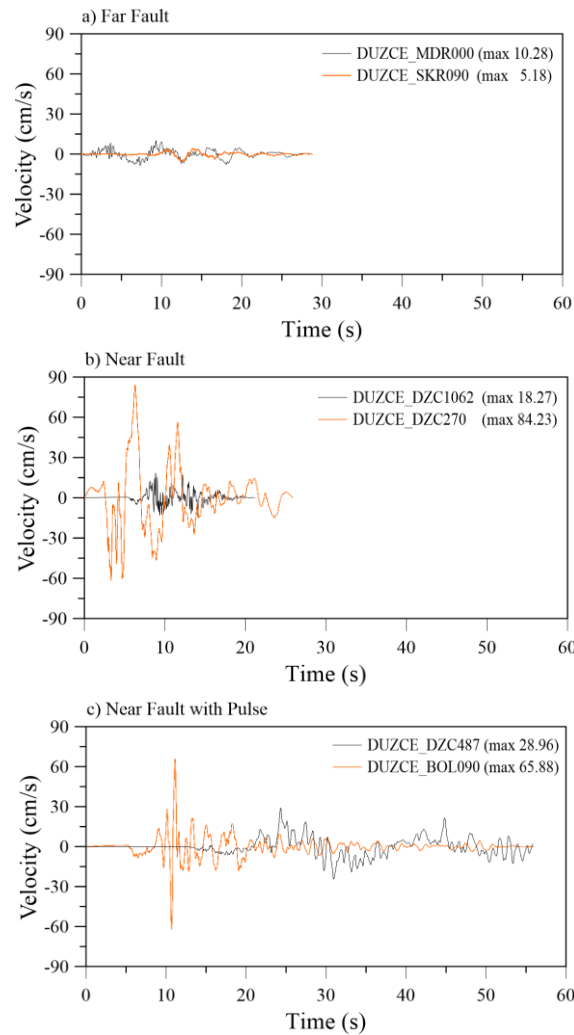 a) Far Fault
90
60
30
0
-30
-60
-90
Velocity (cm/s)
DUZCE_MDR000 (max 10.28)
DUZCE_SKR090 (max 5.18)
0 10 20 30 40 50 60
Time (s)
b) Near Fault
90
60
30
0
-30
-60
-90
Velocity (cm/s)
DUZCE_DZC1062 (max 18.27)
DUZCE_DZC270 (max 84.23)
0 10 20 30 40 50 60
Time (s)
c) Near Fault with Pulse
90
60
30
0
-30
-60
-90
Velocity (cm/s)
DUZCE_DZC487 (max 28.96)
DUZCE_BOL090 (max 65.88)
0 10 20 30 40 50 60
Time (s)